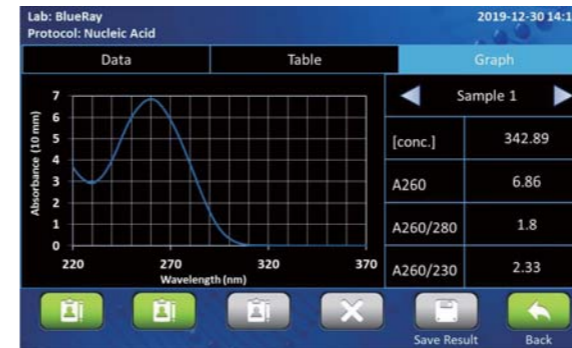 Lab: BlueRay
2019-12-30 14:1
Protocol: Nucleic Acid
Data
Table
Graph
Sample 1
[conc.] 342.89
A260 6.86
A260/280 1.8
A260/230 2.33
Absorbance (10 mm)
7
6
5
4
3
2
1
0
220 270 320 370
Wavelength (nm)
Save Result
Back